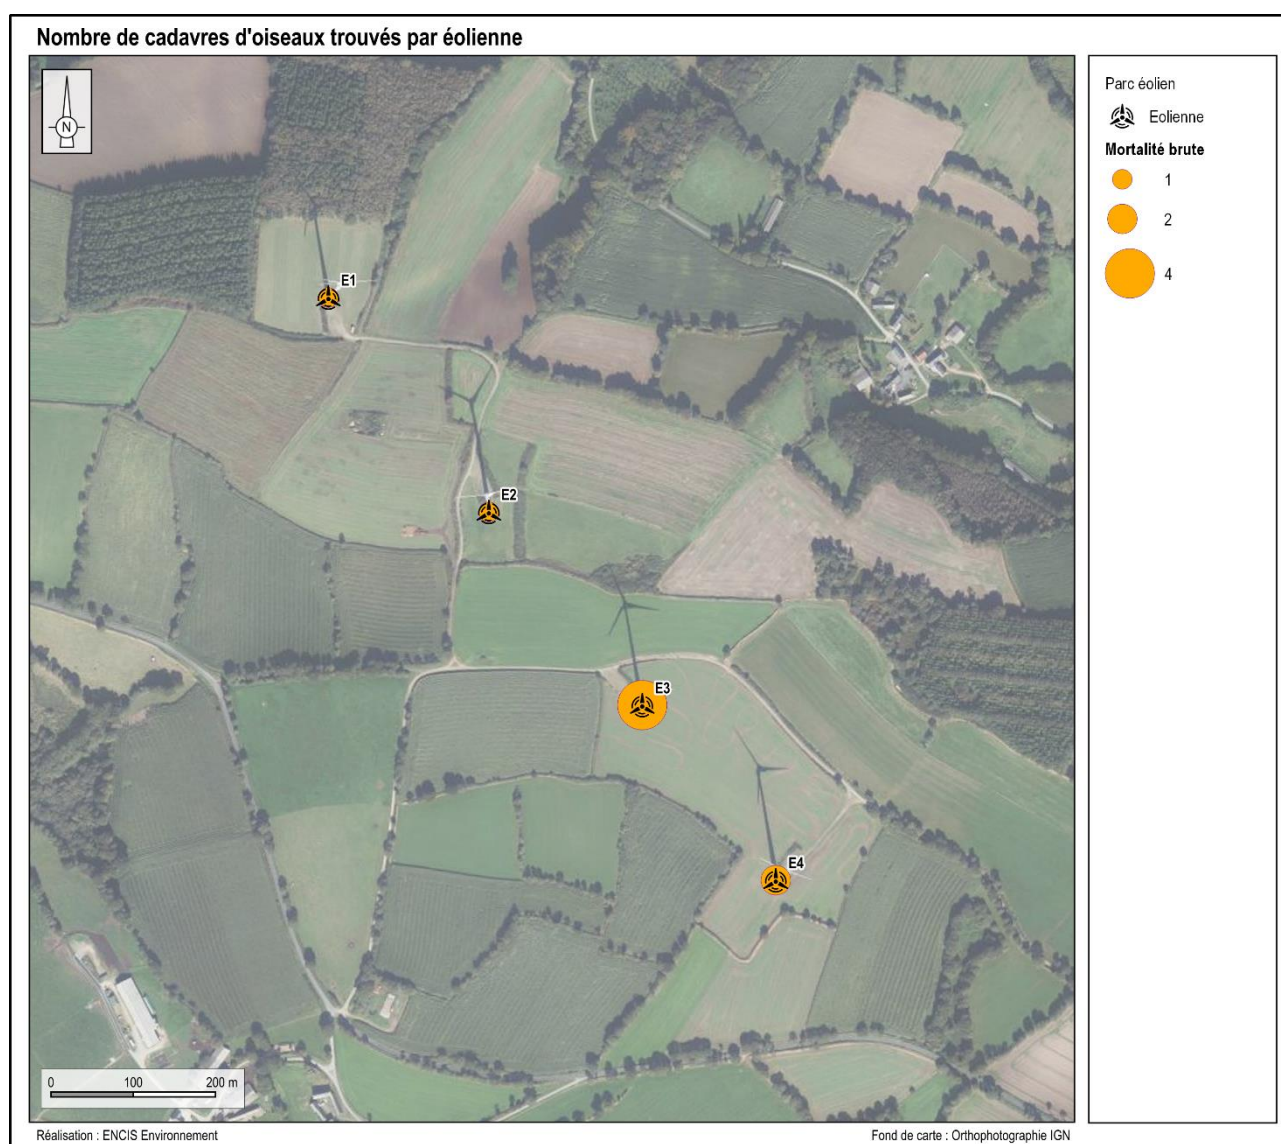 Nombre de cadavres d'oiseaux trouvés par éolienne
N
E1
E2
E3
E4
0 100 200 m
Parc éolien
Eolienne
Mortalité brute
1
2
4
Réalisation : ENCIS Environnement
Fond de carte : Orthophotographie IGN